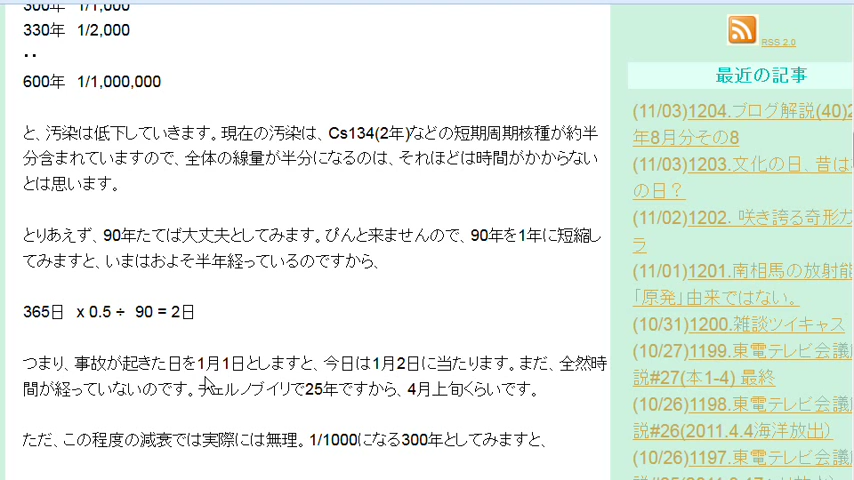 300年 1/1,000
330年 1/2,000
・・
600年 1/1,000,000
と、汚染は低下していきます。現在の汚染は、Cs134(2年)などの短期周期核種が約半
分含まれていますので、全体の線量が半分になるのは、それほどは時間がかからない
とは思います。
とりあえず、90年たてば大丈夫としてみます。ぴんと来ませんので、90年を1年に短縮し
てみますと、いまはおよそ半年経っているのですから、
365日 x 0.5 ÷ 90 = 2日
つまり、事故が起きた日を1月1日としますと、今日は1月2日に当たります。まだ、全然時
間が経っていないのです。チェルノブイリで25年ですから、4月上旬くらいです。
ただ、この程度の減衰では実際には無理。1/1000になる300年としてみますと、
RSS 2.0
最近の記事
(11/03)1204.ブログ解説(40)2
年8月分その8
(11/03)1203.文化の日、昔は
の日？
(11/02)1202. 咲き誇る奇形
ラ
(11/01)1201.南相馬の放射能
「原発」由来ではない。
(10/31)1200.雑談ツイキャス
(10/27)1199.東電テレビ会議
説#27(本1-4) 最終
(10/26)1198.東電テレビ会議
説#26(2011.4.4海洋放出)
(10/26)1197.東電テレビ会議